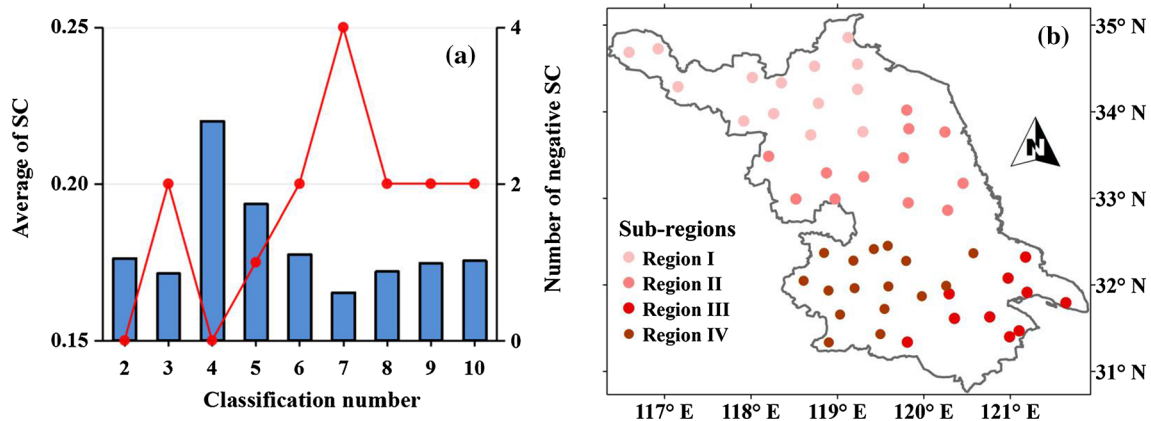 (a)
Average of SC
0.25
0.20
0.15
2 3 4 5 6 7 8 9 10
Classification number
4
2
0
Number of negative SC
(b)
N
Sub-regions
Region I
Region II
Region III
Region IV
35° N
34° N
33° N
32° N
31° N
117° E 118° E 119° E 120° E 121° E